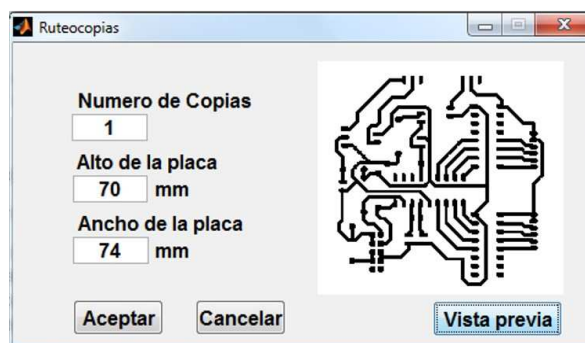 Ruteocopias
Numero de Copias
1
Alto de la placa
70 mm
Ancho de la placa
74 mm
Aceptar Cancelar Vista previa